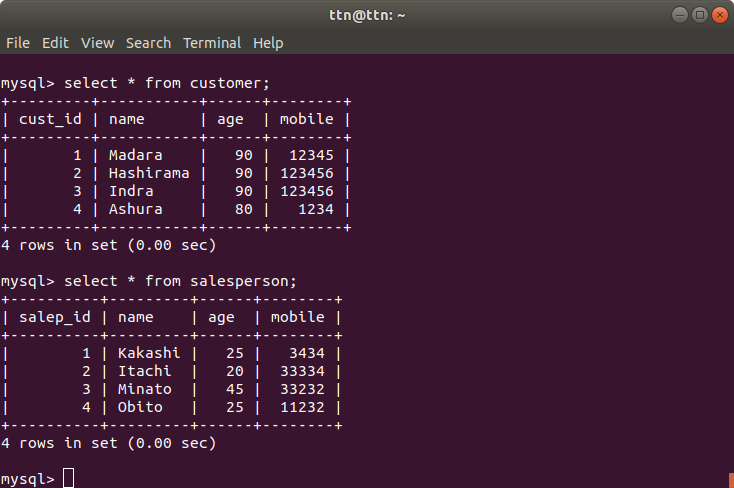 ttn@ttn: ~
File Edit View Search Terminal Help
mysql> select * from customer;
+---------+-----------+------+--------+
| cust_id | name      | age  | mobile |
+---------+-----------+------+--------+
|       1 | Madara    |   90 |  12345 |
|       2 | Hashirama |   90 | 123456 |
|       3 | Indra     |   90 | 123456 |
|       4 | Ashura    |   80 |   1234 |
+---------+-----------+------+--------+
4 rows in set (0.00 sec)
mysql> select * from salesperson;
+----------+---------+------+--------+
| salep_id | name    | age  | mobile |
+----------+---------+------+--------+
|        1 | Kakashi |   25 |   3434 |
|        2 | Itachi  |   20 |  33334 |
|        3 | Minato  |   45 |  33232 |
|        4 | Obito   |   25 |  11232 |
+----------+---------+------+--------+
4 rows in set (0.00 sec)
mysql>